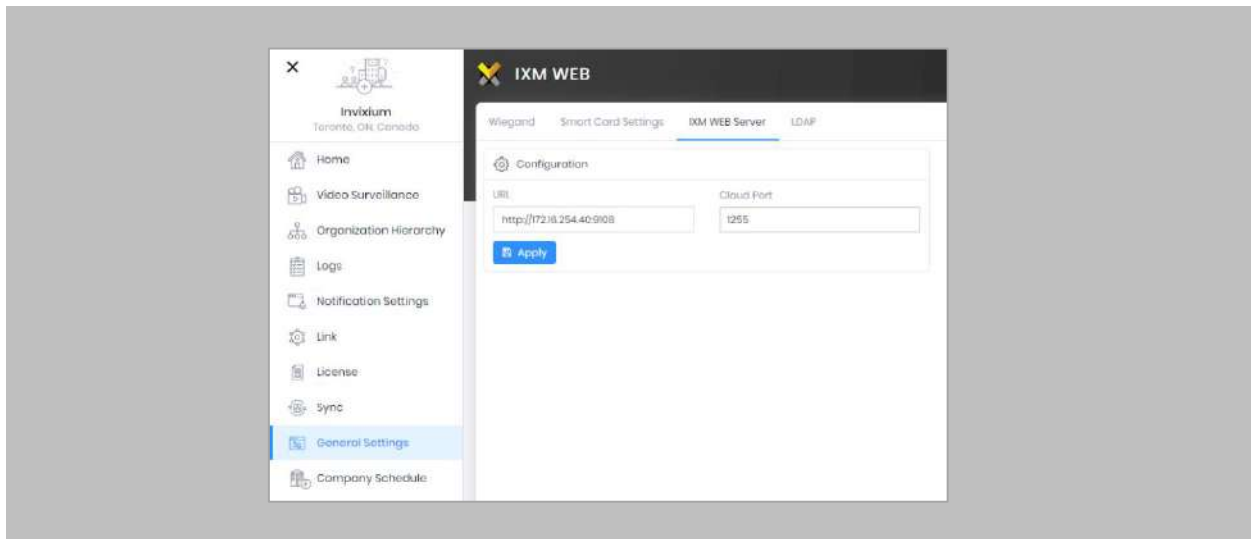 Invixium
Toronto, ON, Canada
Home
Video Surveillance
Organization Hierarchy
Logs
Notification Settings
Link
License
Sync
General Settings
Company Schedule
IXM WEB
Wiegand Smart Card Settings IXM WEB Server LDAP
Configuration
URL Cloud Port
http://172.16.254.40:9108 1255
Apply